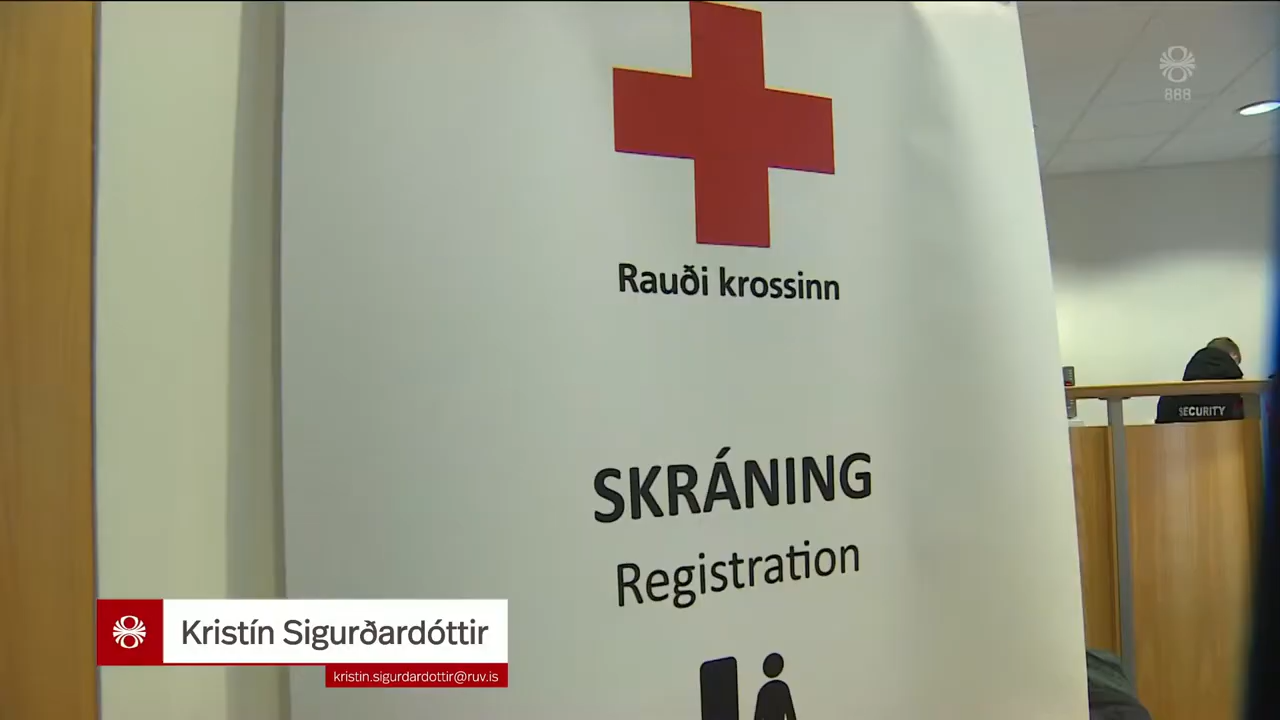 888
Rauði krossinn
SECURITY
SKRÁNING
Registration
Kristín Sigurðardóttir
kristin.sigurdardottir@ruv.is